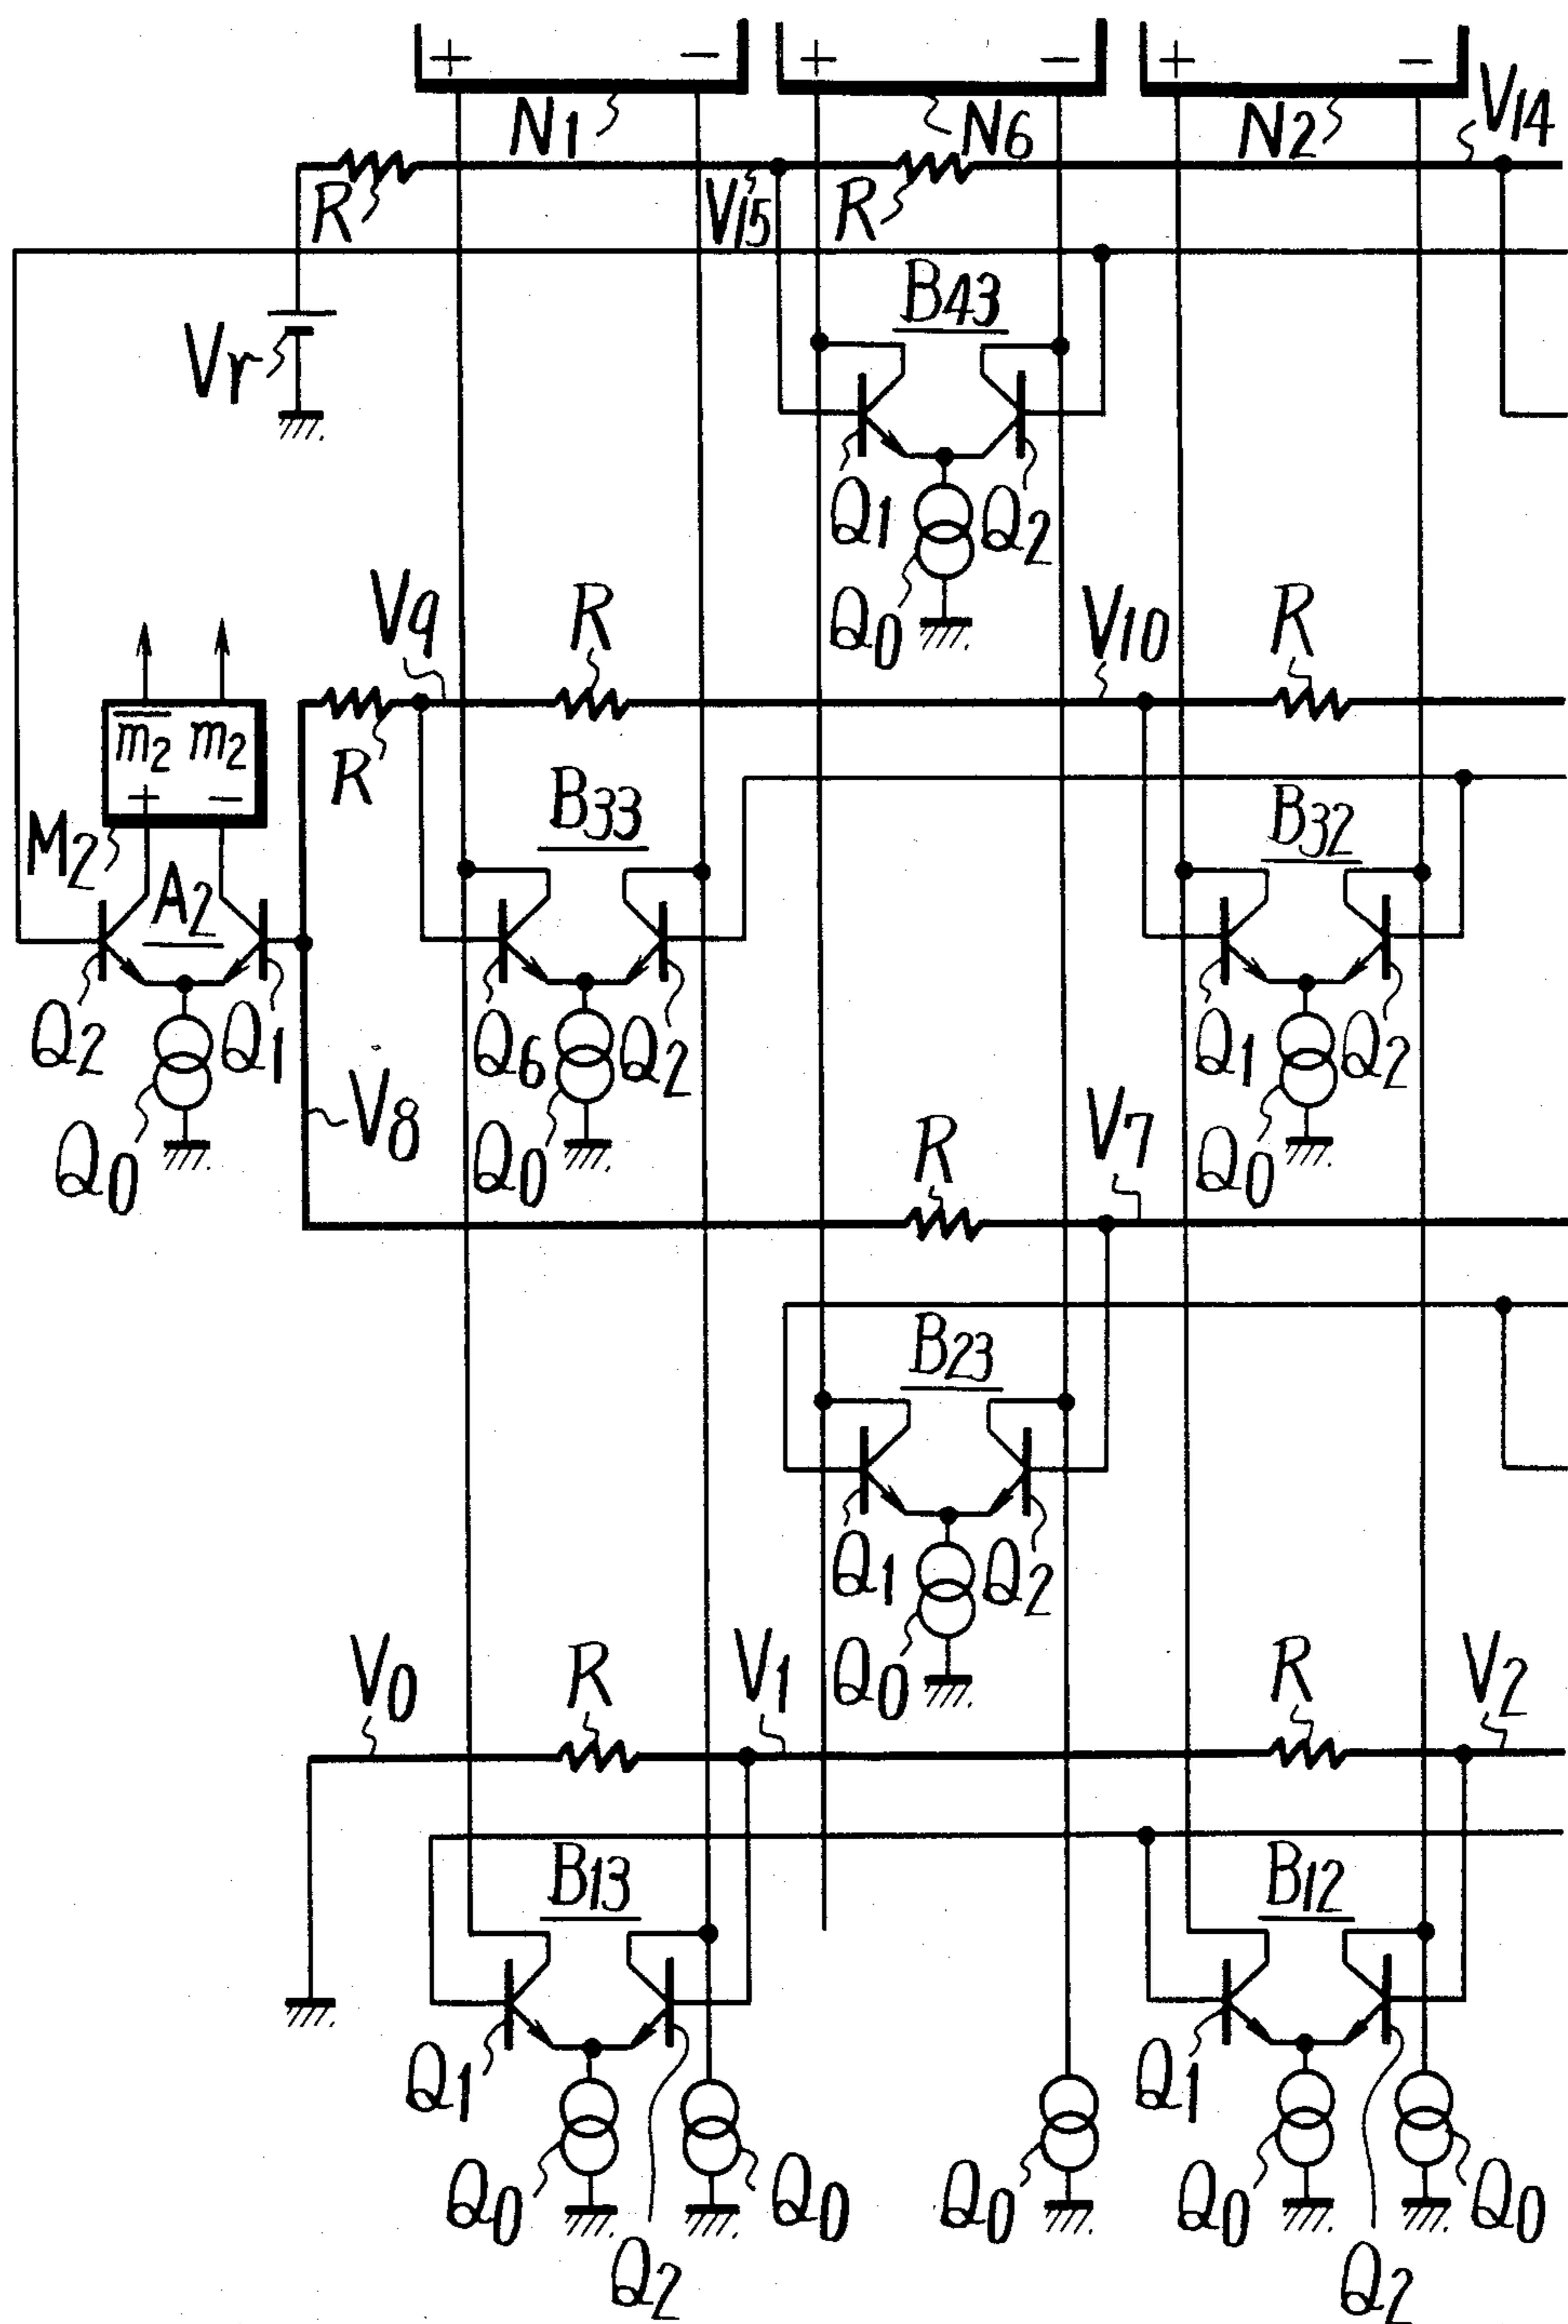 + − + − + −
N1 N6 N2 V14
R V15 R
B43
Vr
Q1 Q2
Q0
V9 R V10 R
m2 m2
R
+ −
B33 B32
M2
A2
Q2 Q1 Q6 Q2 Q1 Q2
V8
Q0 Q0 Q0
R V7
B23
Q1 Q2
Q0
V0 R V1 R V2
B13 B12
Q1 Q1
Q0 Q0 Q0 Q0 Q0
Q2 Q2